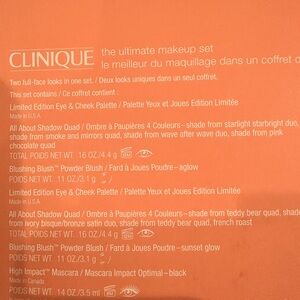 CLINIQUE the ultimate makeup set
le meilleur du maquillage dans un coffret d
Two full-face looks in one set. / Deux looks uniques dans un seul coffret.
This set contains / Ce coffret contient :
Limited Edition Eye & Cheek Palette / Palette Yeux et Joues Edition Limitée
Made in U.S.A.
All About Shadow Quad / Ombre à Paupières 4 Couleurs–shade from starlight starbright duo,
shade from smoke and mirrors quad, shade from wave after wave duo, shade from pink
chocolate quad
TOTAL POIDS NET WT. .16 OZ/4.4 g
Blushing Blush™ Powder Blush / Fard à Joues Poudre–aglow
POIDS NET WT. .11 OZ/3.1 g
Limited Edition Eye & Cheek Palette / Palette Yeux et Joues Edition Limitée
Made in U.S.A.
All About Shadow Quad / Ombre à Paupières 4 Couleurs–shade from teddy bear quad, shade
from ivory bisque/bronze satin duo, shade from teddy bear quad, french roast
TOTAL POIDS NET WT. .16 OZ/4.4 g
Blushing Blush™ Powder Blush / Fard à Joues Poudre–sunset glow
POIDS NET WT. .11 OZ/3.1 g
High Impact™ Mascara / Mascara Impact Optimal–black
Made in Canada
POIDS NET WT. .14 OZ/3.5 ml